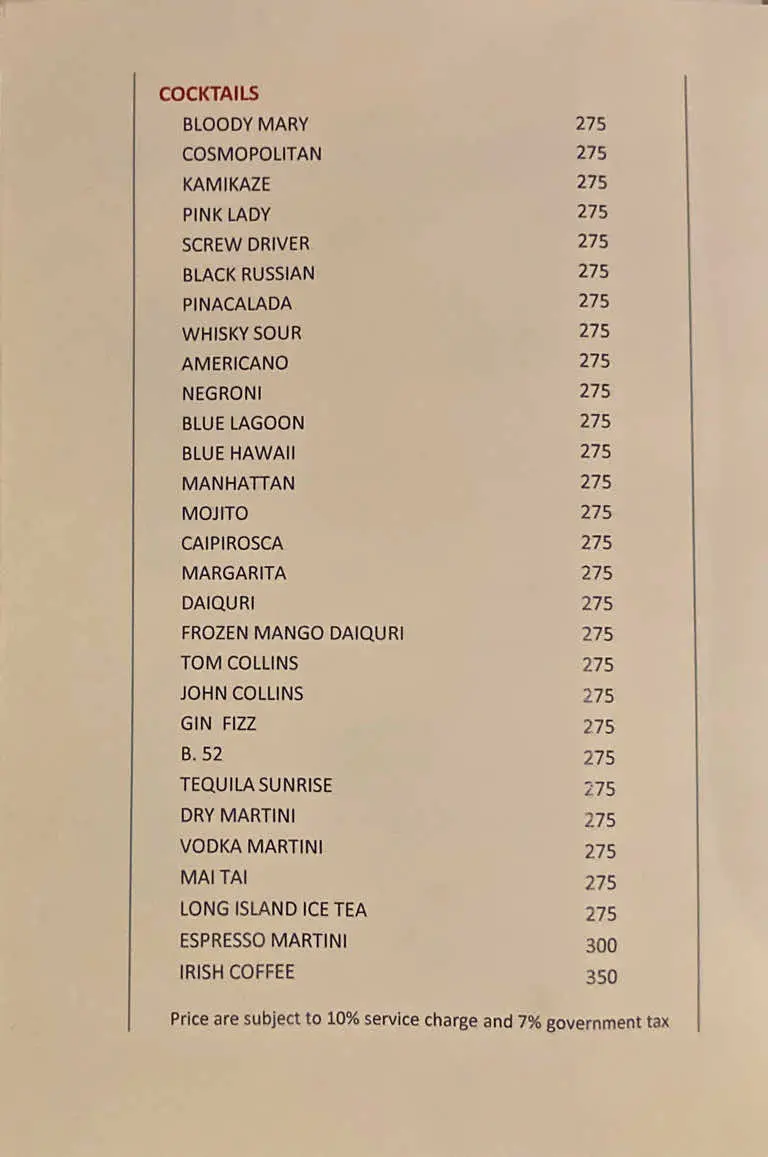 COCKTAILS
BLOODY MARY 275
COSMOPOLITAN 275
KAMIKAZE 275
PINK LADY 275
SCREW DRIVER 275
BLACK RUSSIAN 275
PINACALADA 275
WHISKY SOUR 275
AMERICANO 275
NEGRONI 275
BLUE LAGOON 275
BLUE HAWAII 275
MANHATTAN 275
MOJITO 275
CAIPIROSCA 275
MARGARITA 275
DAIQURI 275
FROZEN MANGO DAIQURI 275
TOM COLLINS 275
JOHN COLLINS 275
GIN FIZZ 275
B. 52 275
TEQUILA SUNRISE 275
DRY MARTINI 275
VODKA MARTINI 275
MAI TAI 275
LONG ISLAND ICE TEA 275
ESPRESSO MARTINI 300
IRISH COFFEE 350
Price are subject to 10% service charge and 7% government tax